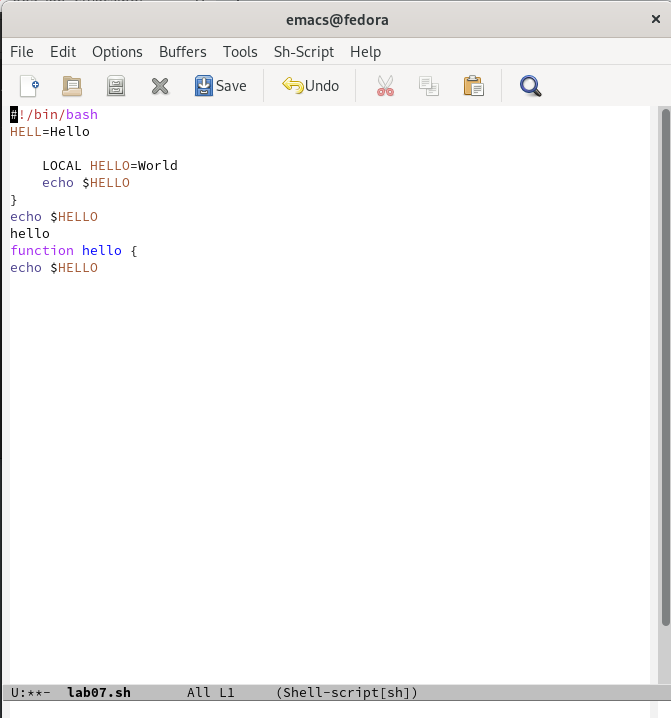 emacs@fedora
File Edit Options Buffers Tools Sh-Script Help
Save Undo
#!/bin/bash
HELL=Hello
LOCAL HELLO=World
echo $HELLO
}
echo $HELLO
hello
function hello {
echo $HELLO
U:**- lab07.sh All L1 (Shell-script[sh])